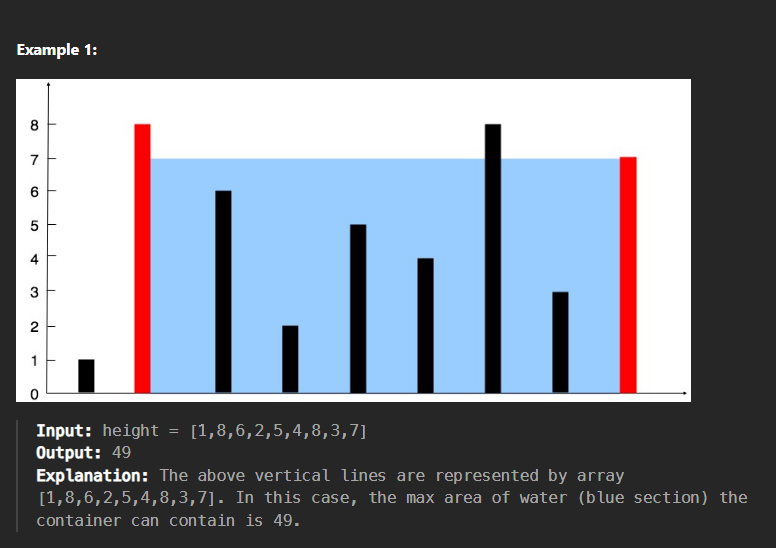 Example 1:
8
7
6
5
4
3
2
1
0
Input: height = [1,8,6,2,5,4,8,3,7]
Output: 49
Explanation: The above vertical lines are represented by array
[1,8,6,2,5,4,8,3,7]. In this case, the max area of water (blue section) the
container can contain is 49.